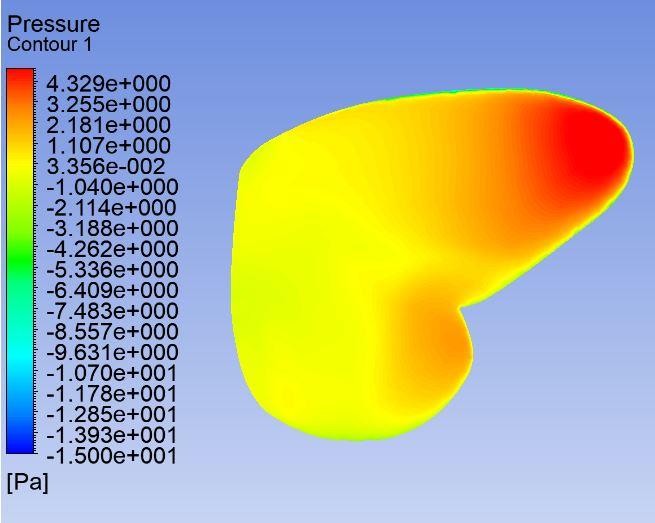 Pressure
Contour 1
4.329e+000
3.255e+000
2.181e+000
1.107e+000
3.356e-002
-1.040e+000
-2.114e+000
-3.188e+000
-4.262e+000
-5.336e+000
-6.409e+000
-7.483e+000
-8.557e+000
-9.631e+000
-1.070e+001
-1.178e+001
-1.285e+001
-1.393e+001
-1.500e+001
[Pa]